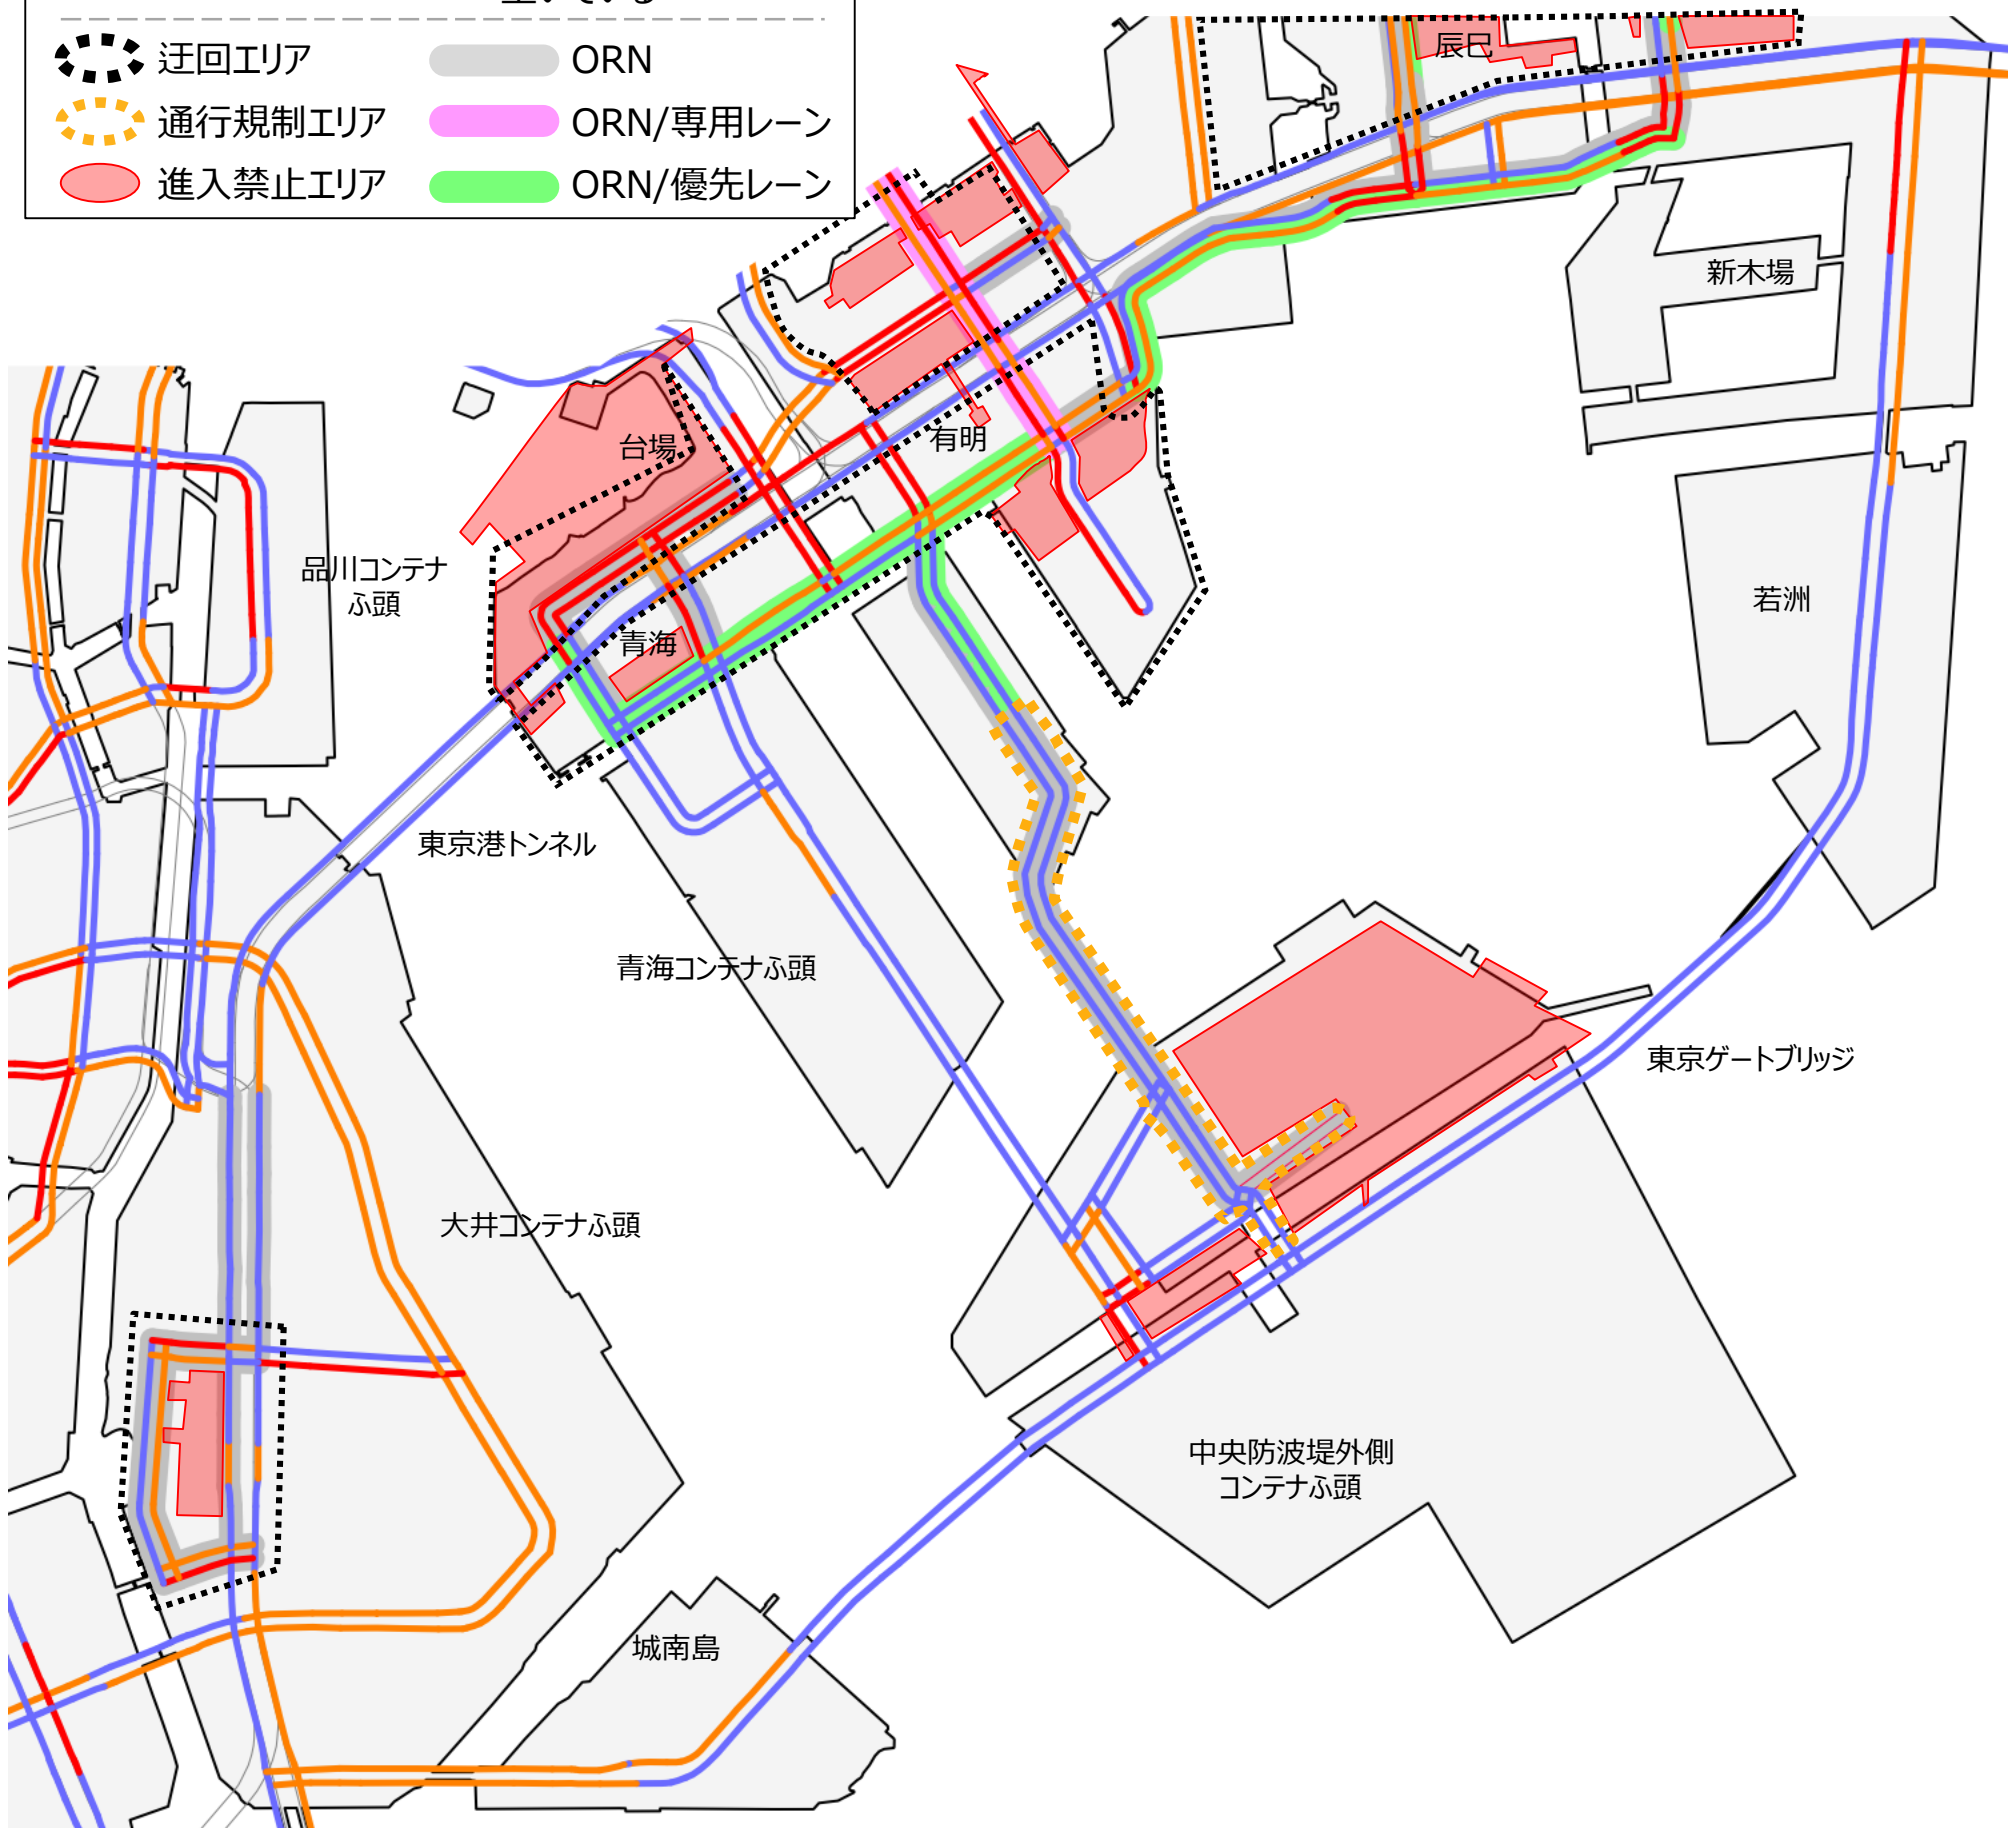 空いている
迂回エリア
ORN
通行規制エリア
ORN/専用レーン
進入禁止エリア
ORN/優先レーン
辰巳
新木場
台場
有明
品川コンテナ
ふ頭
若洲
青海
東京港トンネル
青海コンテナふ頭
東京ゲートブリッジ
大井コンテナふ頭
中央防波堤外側
コンテナふ頭
城南島